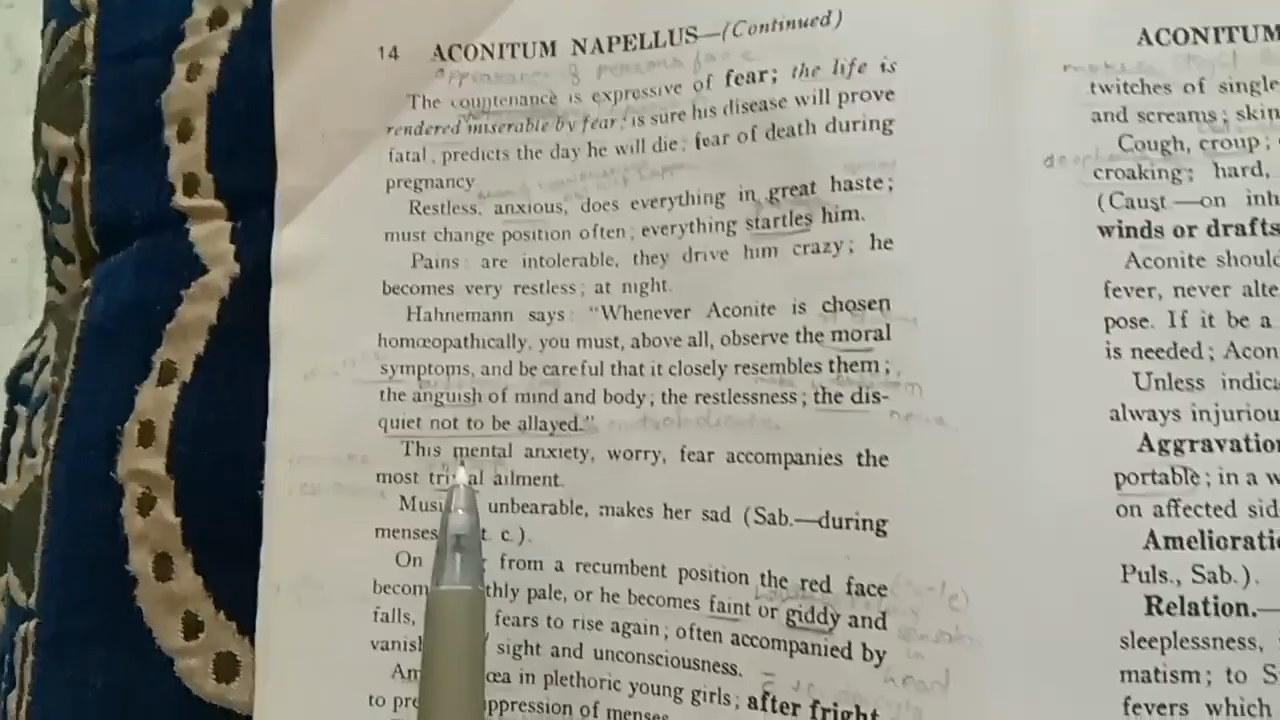 14 ACONITUM NAPELLUS—(Continued)
appearance of persons face
The countenance is expressive of fear; the life is
rendered miserable by fear; is sure his disease will prove
fatal, predicts the day he will die; fear of death during
pregnancy
Restless, anxious, does everything in great haste;
must change position often; everything startles him.
Pains: are intolerable, they drive him crazy; he
becomes very restless; at night.
Hahnemann says: "Whenever Aconite is chosen
homœopathically, you must, above all, observe the moral
symptoms, and be careful that it closely resembles them;
the anguish of mind and body; the restlessness; the dis-
quiet not to be allayed."
This mental anxiety, worry, fear accompanies the
most trivial ailment.
Musi unbearable, makes her sad (Sab.—during
menses t. c.).
On from a recumbent position the red face
becom thly pale, or he becomes faint or giddy and
falls, fears to rise again; often accompanied by
vanish sight and unconsciousness.
head
Am œa in plethoric young girls; after fright
to pre ppression of menses
ACONITUM
twitches of single
and screams; skin
Cough, croup;
croaking; hard,
(Caust.—on inh
winds or drafts
Aconite should
fever, never alte
pose. If it be a
is needed; Acon
Unless indica
always injuriou
Aggravation
portable; in a w
on affected sid
Ameliorati
Puls., Sab.).
Relation.—
sleeplessness,
matism; to S
fevers which